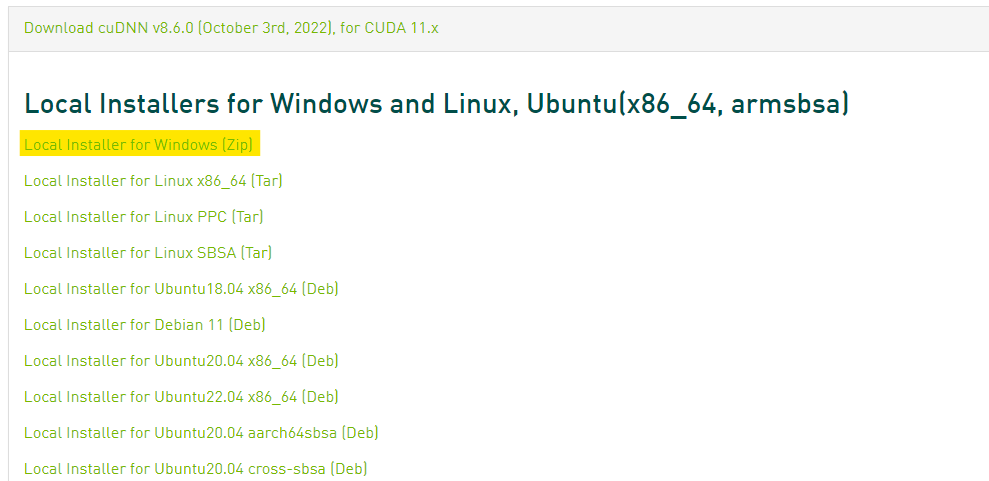 Download cuDNN v8.6.0 (October 3rd, 2022), for CUDA 11.x
Local Installers for Windows and Linux, Ubuntu(x86_64, armsbsa)
Local Installer for Windows (Zip)
Local Installer for Linux x86_64 (Tar)
Local Installer for Linux PPC (Tar)
Local Installer for Linux SBSA (Tar)
Local Installer for Ubuntu18.04 x86_64 (Deb)
Local Installer for Debian 11 (Deb)
Local Installer for Ubuntu20.04 x86_64 (Deb)
Local Installer for Ubuntu22.04 x86_64 (Deb)
Local Installer for Ubuntu20.04 aarch64sbsa (Deb)
Local Installer for Ubuntu20.04 cross-sbsa (Deb)